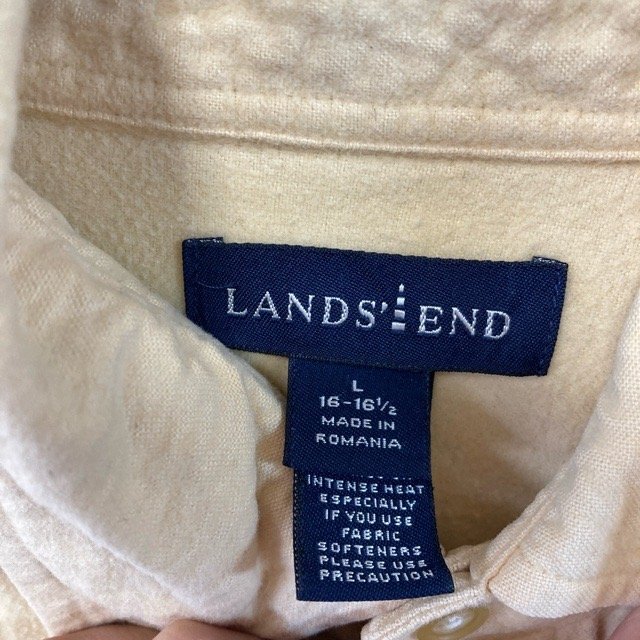 LANDS' END
L
16-16½
MADE IN
ROMANIA
INTENSE HEAT
ESPECIALLY
IF YOU USE
FABRIC
SOFTENERS
PLEASE USE
PRECAUTION